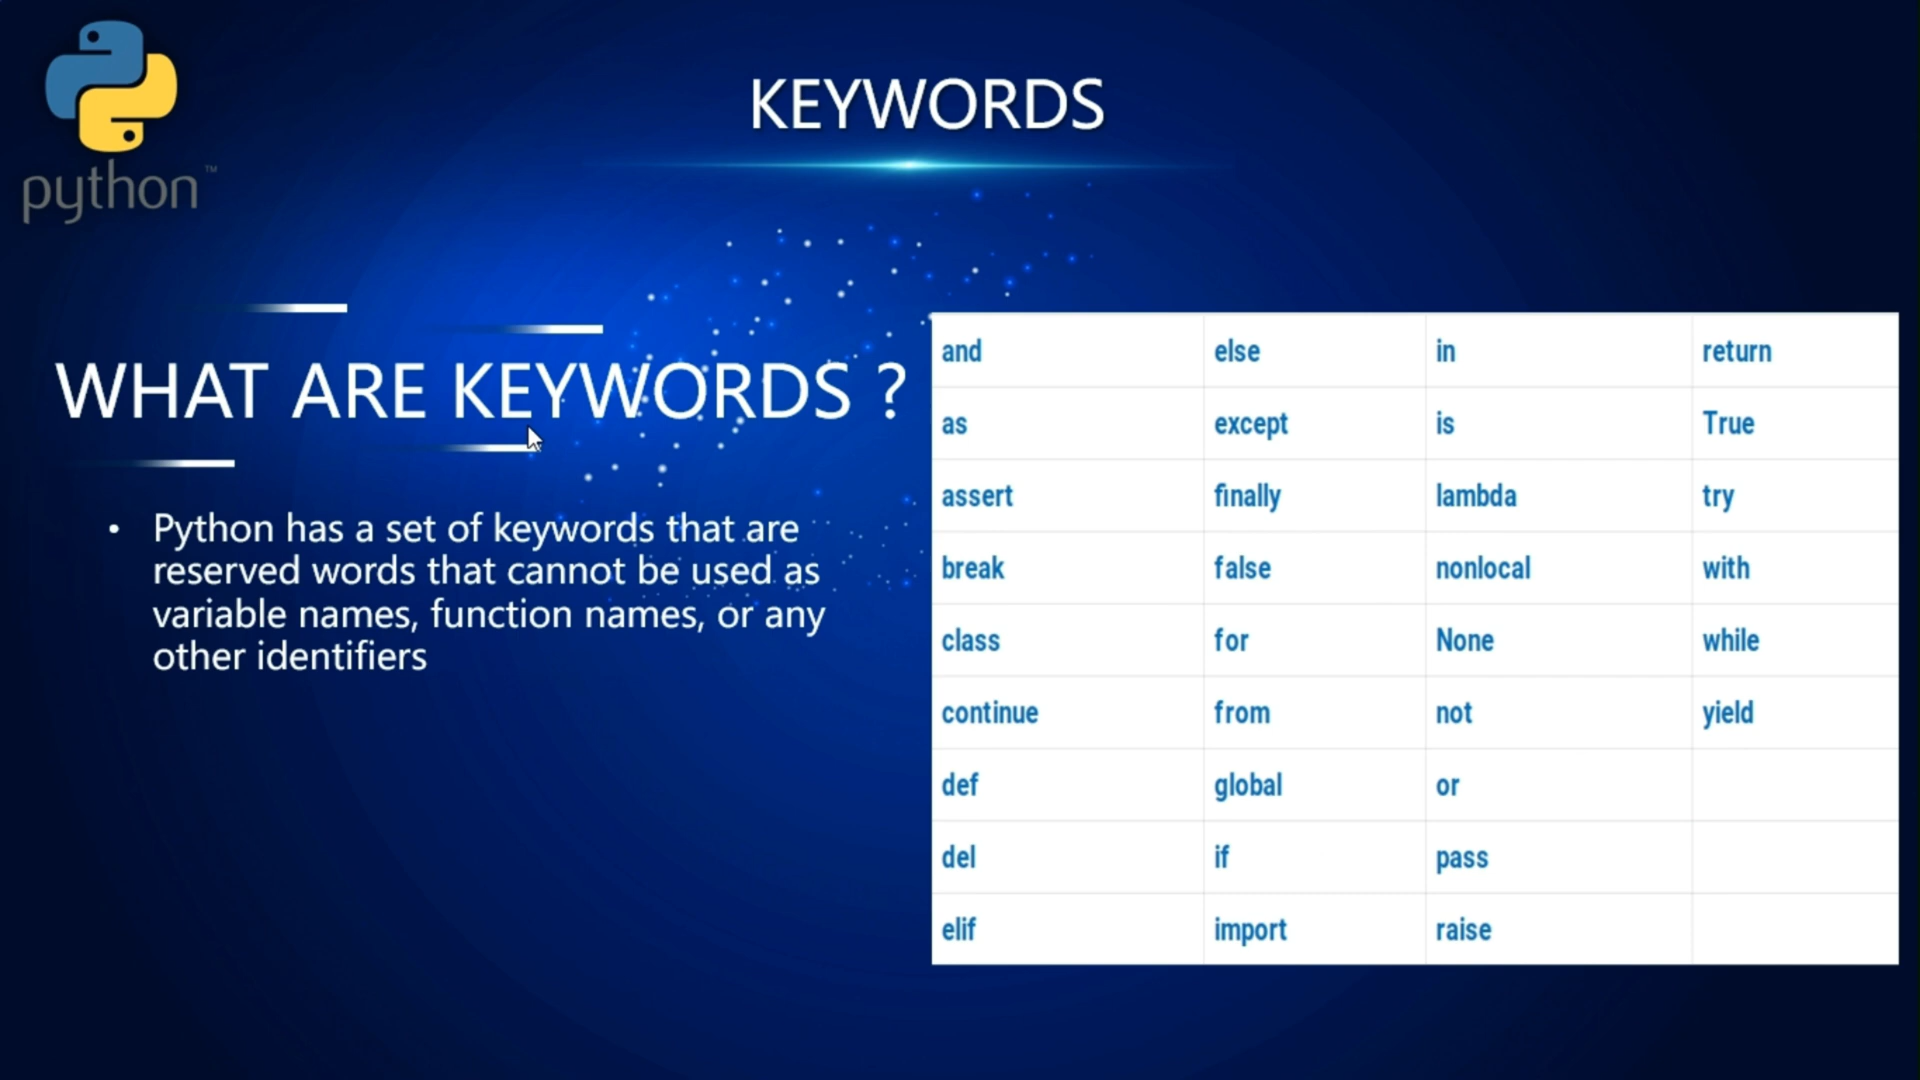 python™
KEYWORDS
WHAT ARE KEYWORDS ?
• Python has a set of keywords that are
reserved words that cannot be used as
variable names, function names, or any
other identifiers
and else in return
as except is True
assert finally lambda try
break false nonlocal with
class for None while
continue from not yield
def global or
del if pass
elif import raise